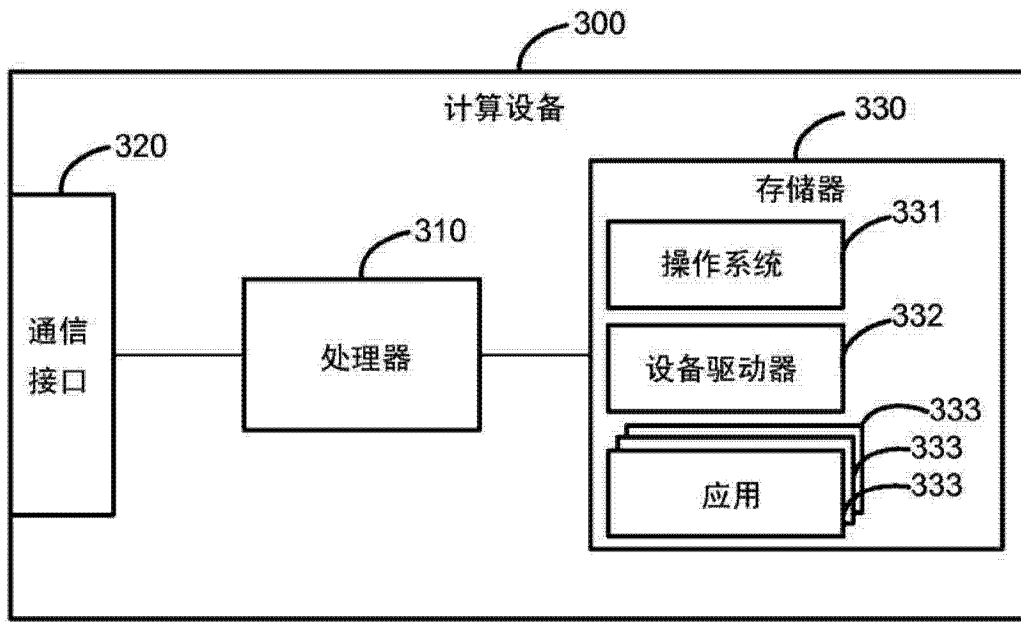 300
计算设备
320
330
存储器
310
331
操作系统
通信
接口
处理器
332
设备驱动器
333
333
333
应用